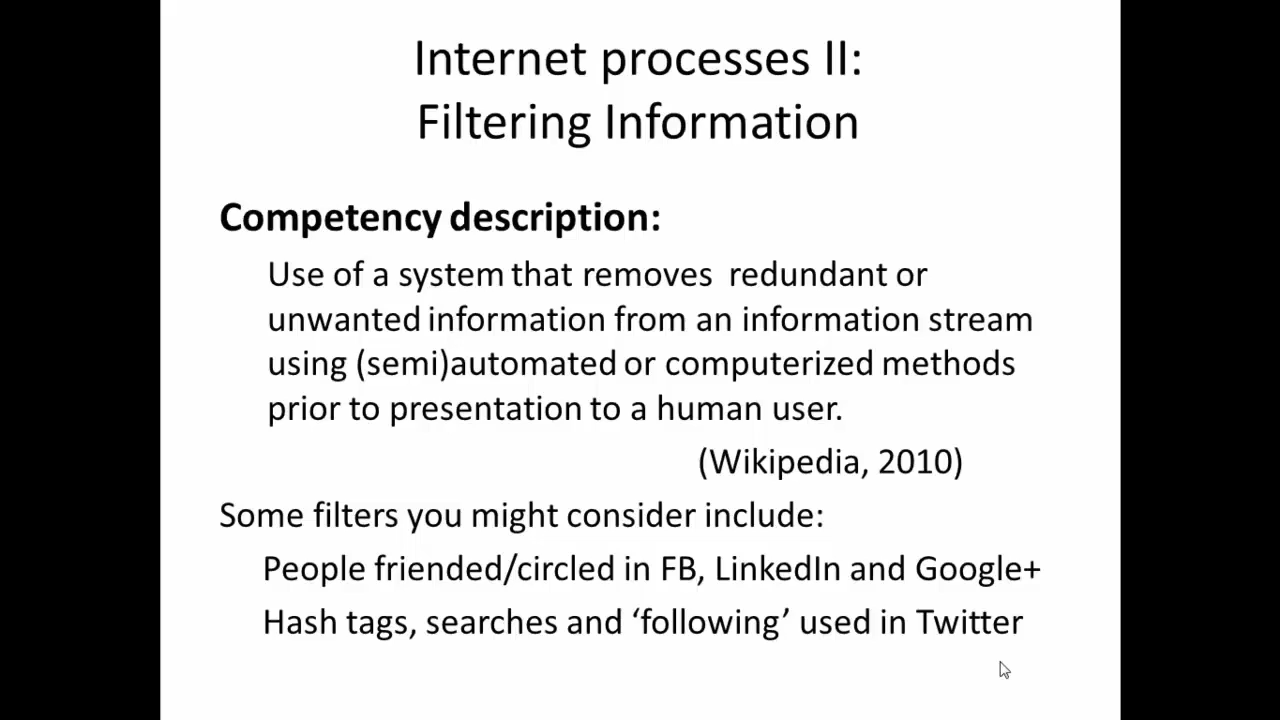 Internet processes II:
Filtering Information
Competency description:
Use of a system that removes redundant or
unwanted information from an information stream
using (semi)automated or computerized methods
prior to presentation to a human user.
(Wikipedia, 2010)
Some filters you might consider include:
People friended/circled in FB, LinkedIn and Google+
Hash tags, searches and ‘following’ used in Twitter